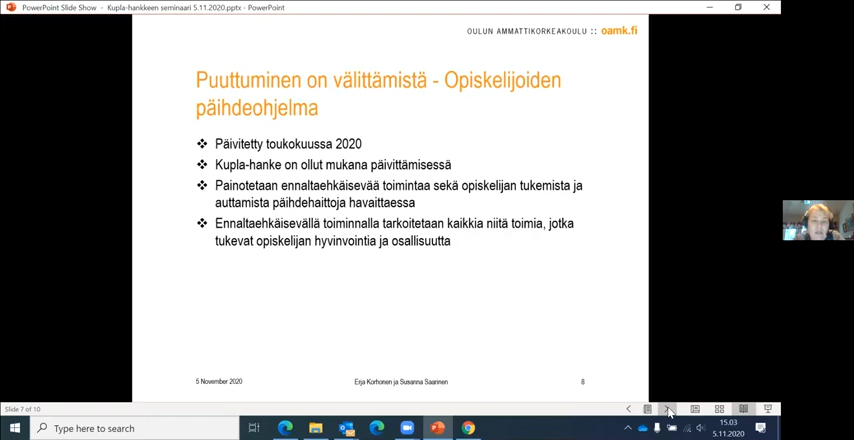 PowerPoint Slide Show - Kupla-hankkeen seminaari 5.11.2020.pptx - PowerPoint
OULUN AMMATTIKORKEAKOULU :: oamk.fi
Puuttuminen on välittämistä - Opiskelijoiden
päihdeohjelma
❖ Päivitetty toukokuussa 2020
❖ Kupla-hanke on ollut mukana päivittämisessä
❖ Painotetaan ennaltaehkäisevää toimintaa sekä opiskelijan tukemista ja
auttamista päihdehaittoja havaittaessa
❖ Ennaltaehkäisevällä toiminnalla tarkoitetaan kaikkia niitä toimia, jotka
tukevat opiskelijan hyvinvointia ja osallisuutta
5 November 2020 Erja Korhonen ja Susanna Saarinen 8
Slide 7 of 10
Type here to search
15.03
5.11.2020